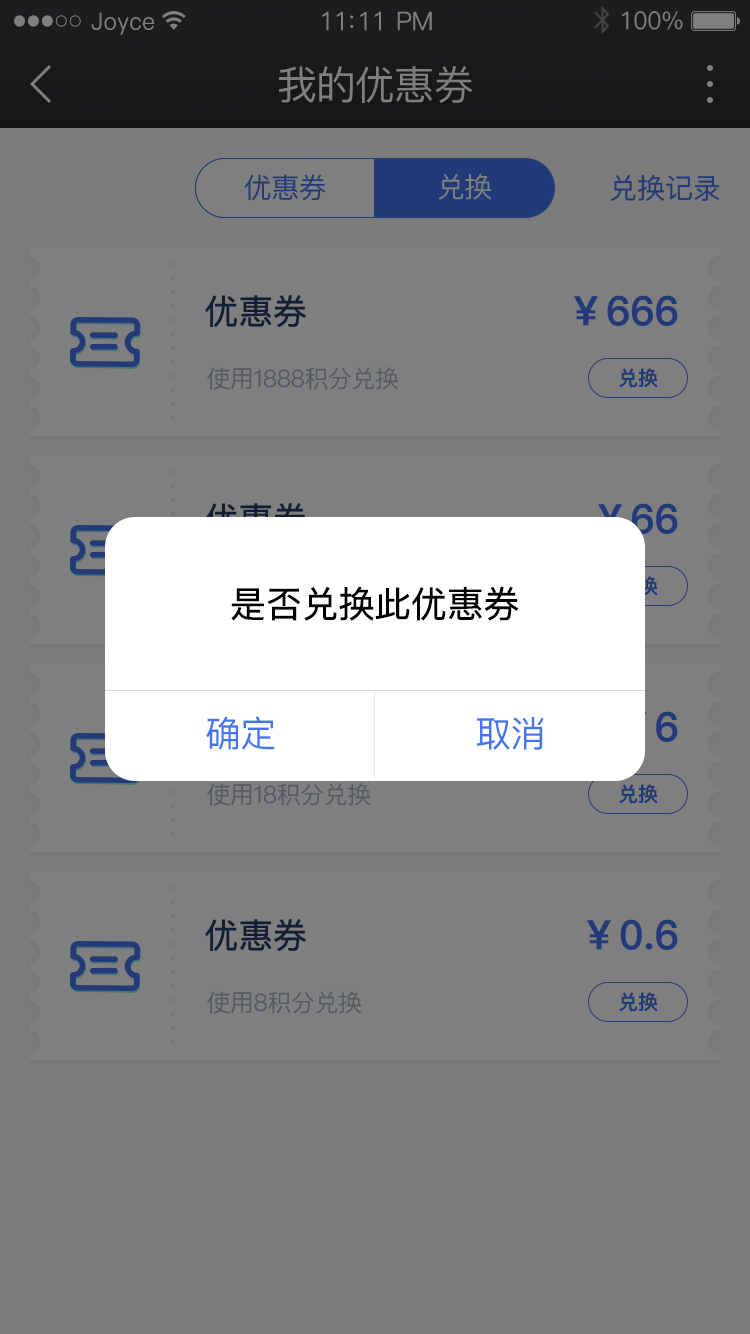 Joyce 11:11 PM 100%
我的优惠券
优惠券 兑换 兑换记录
优惠券 ¥ 666
使用1888积分兑换 兑换
优惠券 ¥ 66
换
是否兑换此优惠券
6
确定 取消
使用18积分兑换 兑换
优惠券 ¥ 0.6
使用8积分兑换 兑换